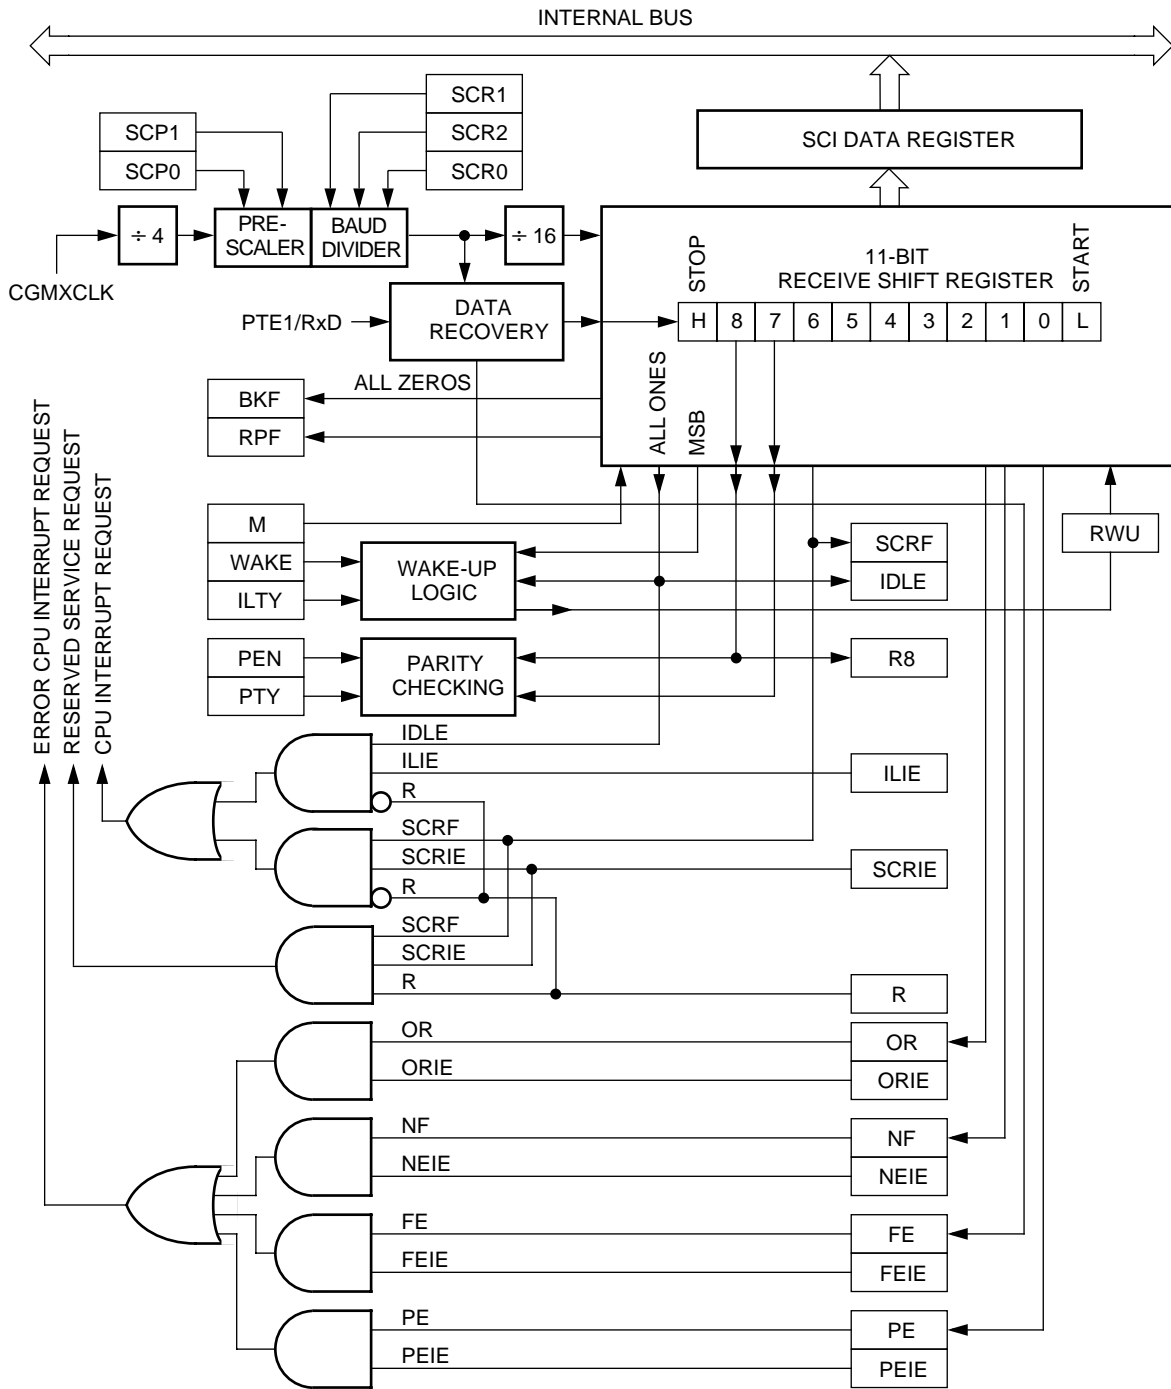 INTERNAL BUS
SCP1
SCP0
SCR1
SCR2
SCR0
SCI DATA REGISTER
÷ 4
PRE-
SCALER
BAUD
DIVIDER
÷ 16
CGMXCLK
STOP
11-BIT
RECEIVE SHIFT REGISTER
START
PTE1/RxD
DATA
RECOVERY
H 8 7 6 5 4 3 2 1 0 L
ALL ZEROS
BKF
RPF
ALL ONES
MSB
M
WAKE
ILTY
WAKE-UP
LOGIC
SCRF
IDLE
RWU
PEN
PTY
PARITY
CHECKING
R8
ERROR CPU INTERRUPT REQUEST
RESERVED SERVICE REQUEST
CPU INTERRUPT REQUEST
IDLE
ILIE
R
ILIE
SCRF
SCRIE
R
SCRIE
SCRF
SCRIE
R
R
OR
ORIE
OR
ORIE
NF
NEIE
NF
NEIE
FE
FEIE
FE
FEIE
PE
PEIE
PE
PEIE